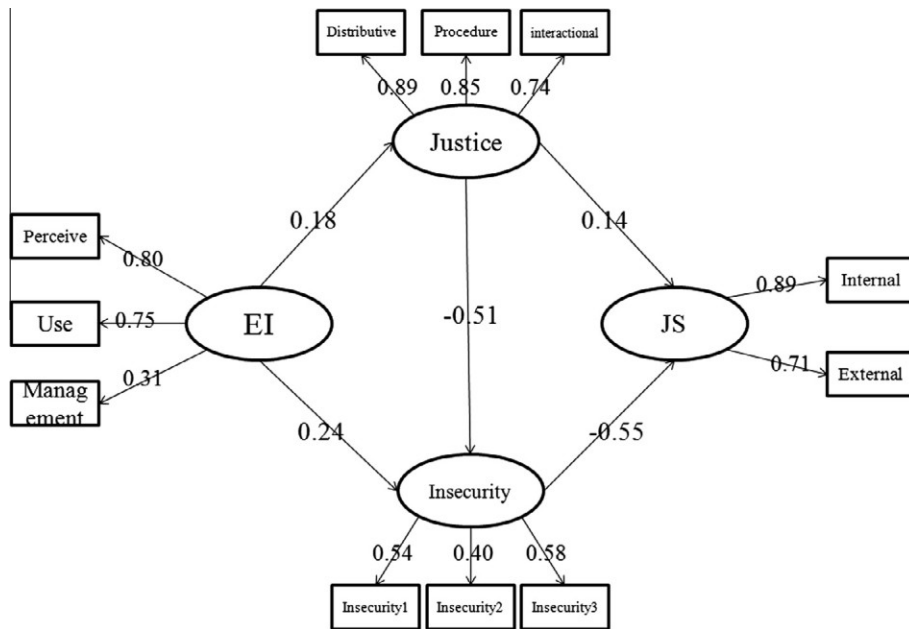 Distributive
Procedure
interactional
0.89
0.85
0.74
Justice
0.18
0.14
Perceive
0.80
Use
0.75
EI
Manag
ement
0.31
-0.51
JS
0.89
Internal
0.71
External
0.24
-0.55
Insecurity
0.54
0.40
0.58
Insecurity1
Insecurity2
Insecurity3